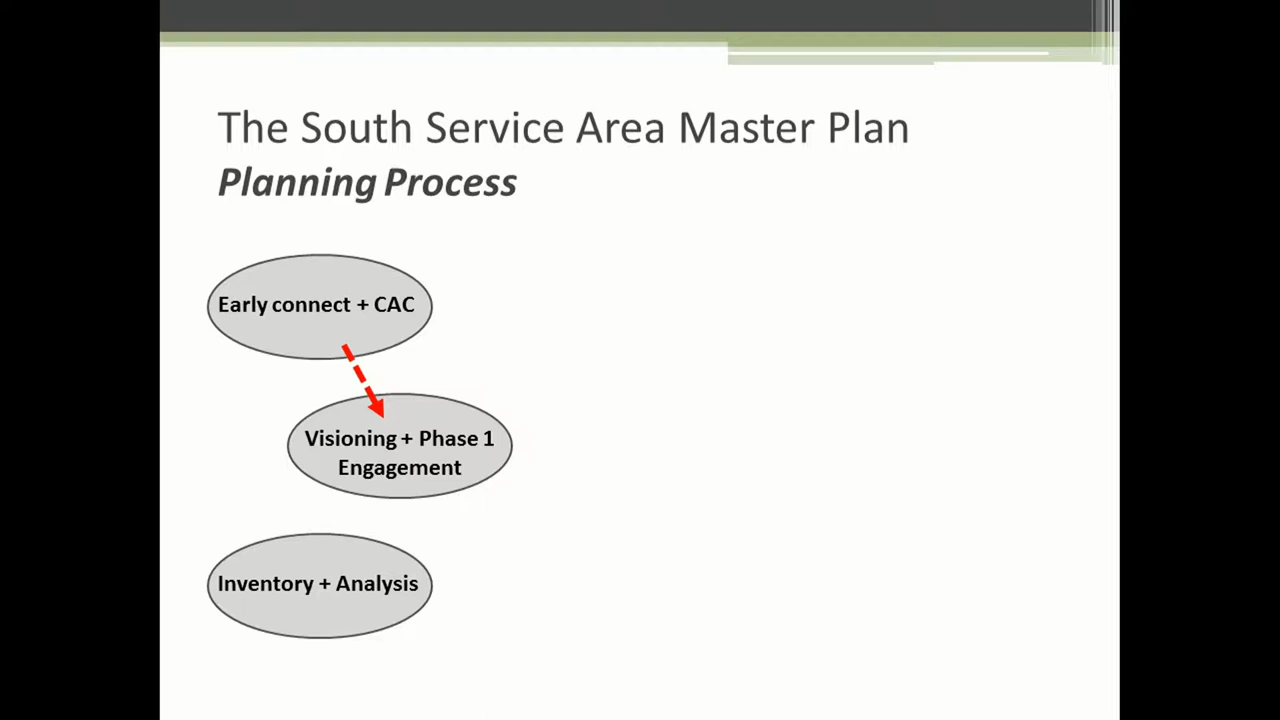 The South Service Area Master Plan
Planning Process
Early connect + CAC
Visioning + Phase 1
Engagement
Inventory + Analysis